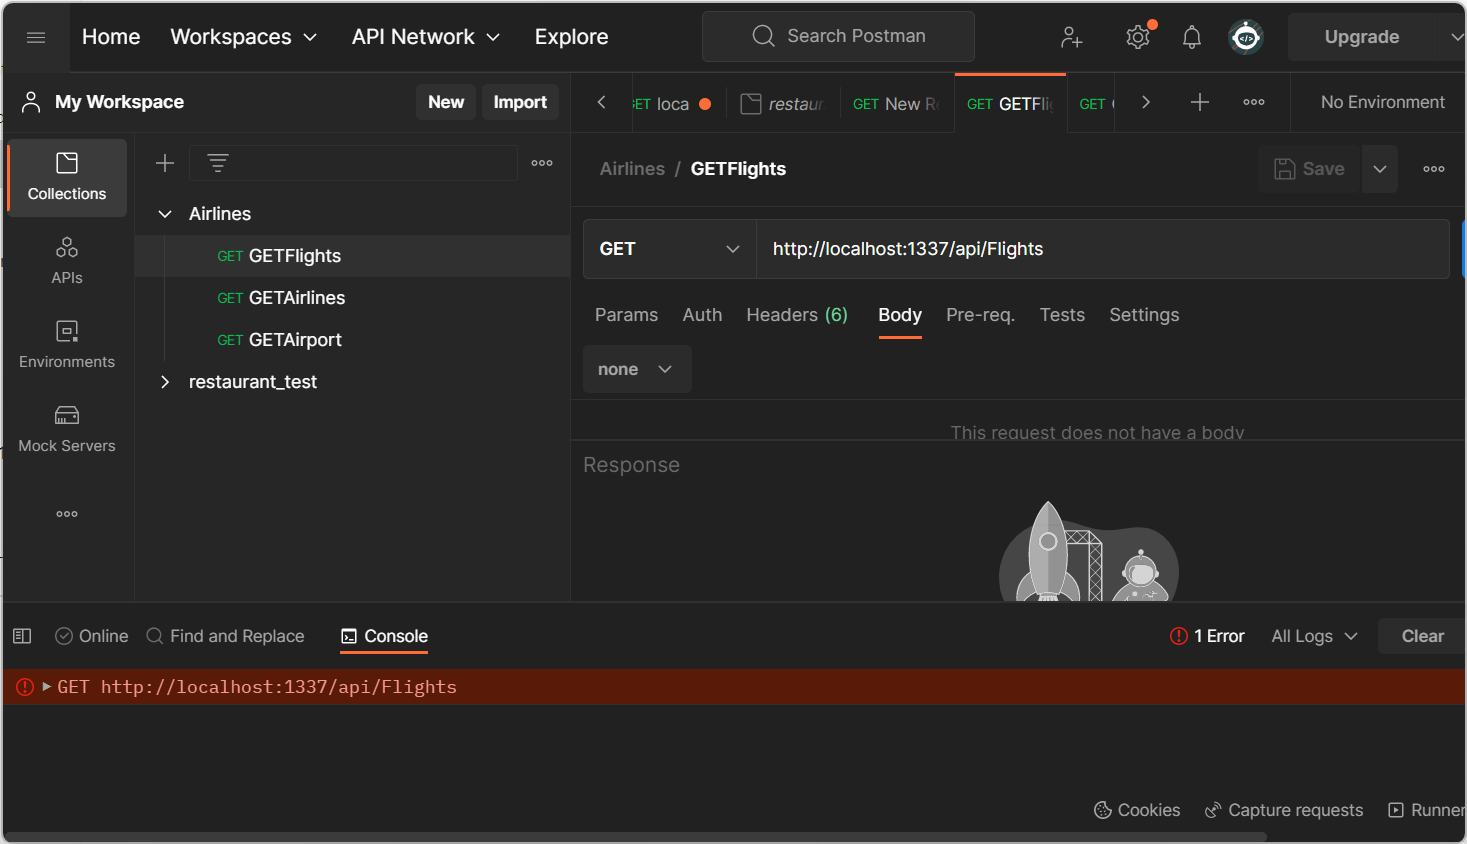 Home Workspaces API Network Explore Search Postman Upgrade
My Workspace New Import loca restaur GET New GET GETFli GET No Environment
Collections
APIs
Environments
Mock Servers
Airlines
GET GETFlights
GET GETAirlines
GET GETAirport
restaurant_test
Airlines / GETFlights Save
GET http://localhost:1337/api/Flights
Params Auth Headers (6) Body Pre-req. Tests Settings
none
This request does not have a body
Response
Online Find and Replace Console 1 Error All Logs Clear
GET http://localhost:1337/api/Flights
Cookies Capture requests Runner